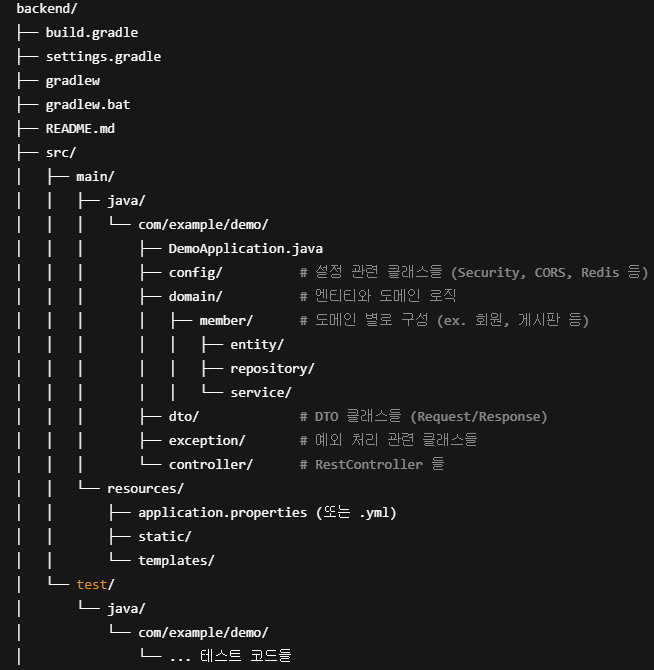 backend/
├── build.gradle
├── settings.gradle
├── gradlew
├── gradlew.bat
├── README.md
├── src/
│   ├── main/
│   │   ├── java/
│   │   │   └── com/example/demo/
│   │   │       ├── DemoApplication.java
│   │   │       ├── config/          # 설정 관련 클래스들 (Security, CORS, Redis 등)
│   │   │       ├── domain/          # 엔티티와 도메인 로직
│   │   │       │   ├── member/      # 도메인 별로 구성 (ex. 회원, 게시판 등)
│   │   │       │   │   ├── entity/
│   │   │       │   │   ├── repository/
│   │   │       │   │   └── service/
│   │   │       ├── dto/             # DTO 클래스들 (Request/Response)
│   │   │       ├── exception/       # 예외 처리 관련 클래스들
│   │   │       └── controller/      # RestController 들
│   │   └── resources/
│   │       ├── application.properties (또는 .yml)
│   │       ├── static/
│   │       └── templates/
│   └── test/
│       └── java/
│           └── com/example/demo/
│               └── ... 테스트 코드들